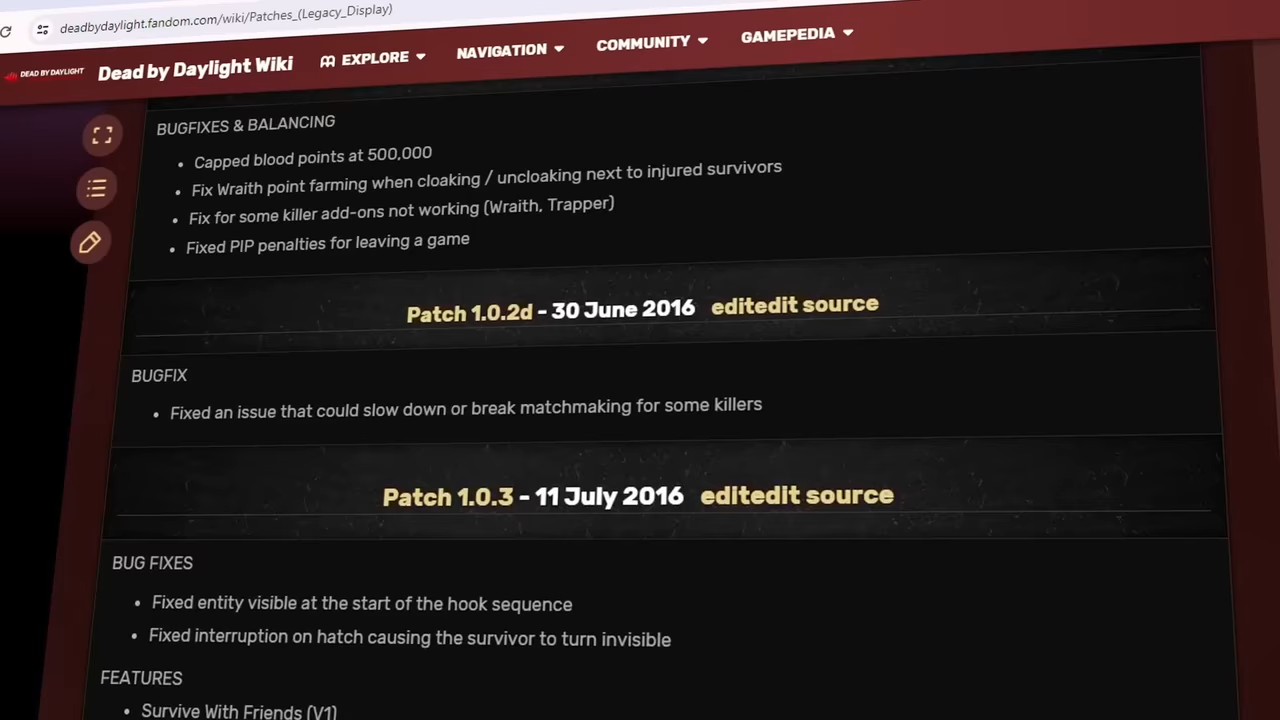 deadbydaylight.fandom.com/wiki/Patches_(Legacy_Display)
DEAD BY DAYLIGHT Dead by Daylight Wiki EXPLORE NAVIGATION COMMUNITY GAMEPEDIA
BUGFIXES & BALANCING
• Capped blood points at 500,000
• Fix Wraith point farming when cloaking / uncloaking next to injured survivors
• Fix for some killer add-ons not working (Wraith, Trapper)
• Fixed PIP penalties for leaving a game
Patch 1.0.2d - 30 June 2016 editedit source
BUGFIX
• Fixed an issue that could slow down or break matchmaking for some killers
Patch 1.0.3 - 11 July 2016 editedit source
BUG FIXES
• Fixed entity visible at the start of the hook sequence
• Fixed interruption on hatch causing the survivor to turn invisible
FEATURES
• Survive With Friends (V1)